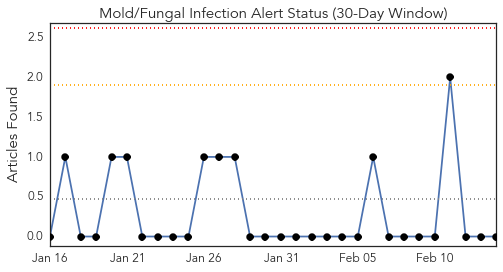 Mold/Fungal Infection Alert Status (30-Day Window)
Articles Found
2.5
2.0
1.5
1.0
0.5
0.0
Jan 16 Jan 21 Jan 26 Jan 31 Feb 05 Feb 10